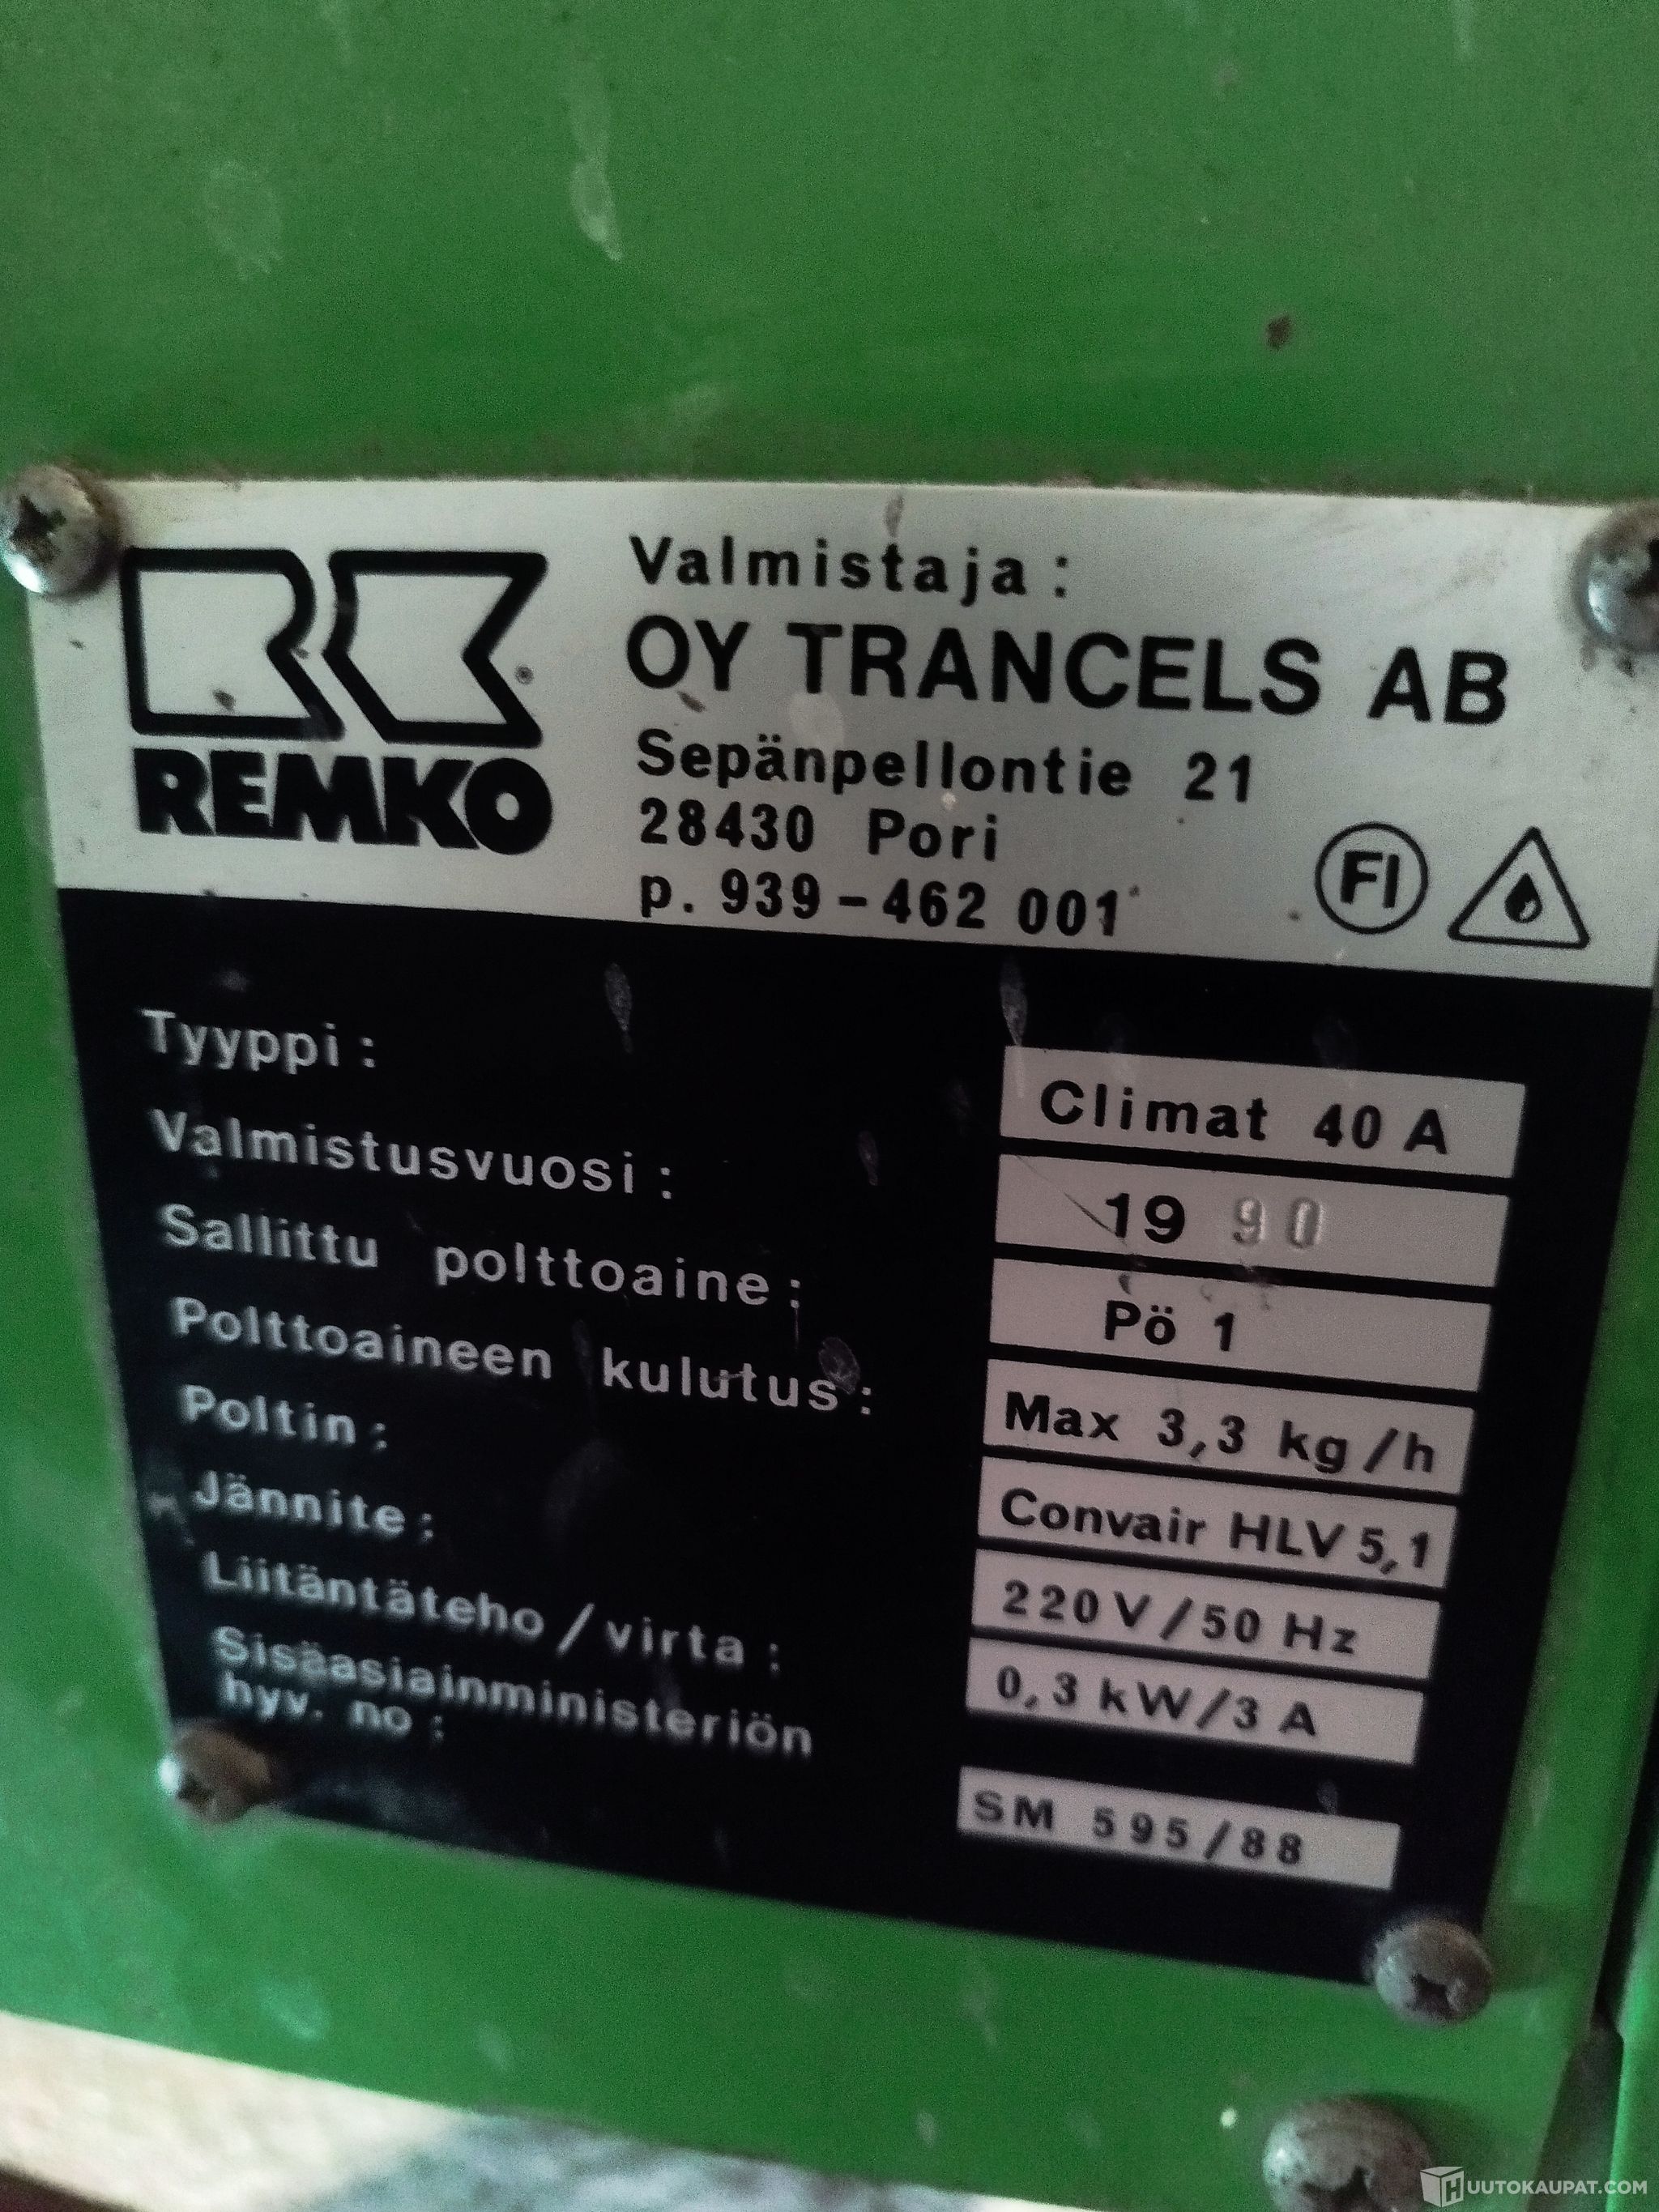 REMKO
Valmistaja:
OY TRANCELS AB
Sepänpellontie 21
28430 Pori
p. 939-462 001
FI
Tyyppi: Climat 40 A
Valmistusvuosi: 19 90
Sallittu polttoaine: Pö 1
Polttoaineen kulutus: Max 3,3 kg/h
Poltin: Convair HLV 5,1
Jännite: 220V/50 Hz
Liitäntäteho/virta: 0,3 kW/3 A
Sisäasiainministeriön
hyv. no: SM 595/88
HUUTOKAUPAT.COM